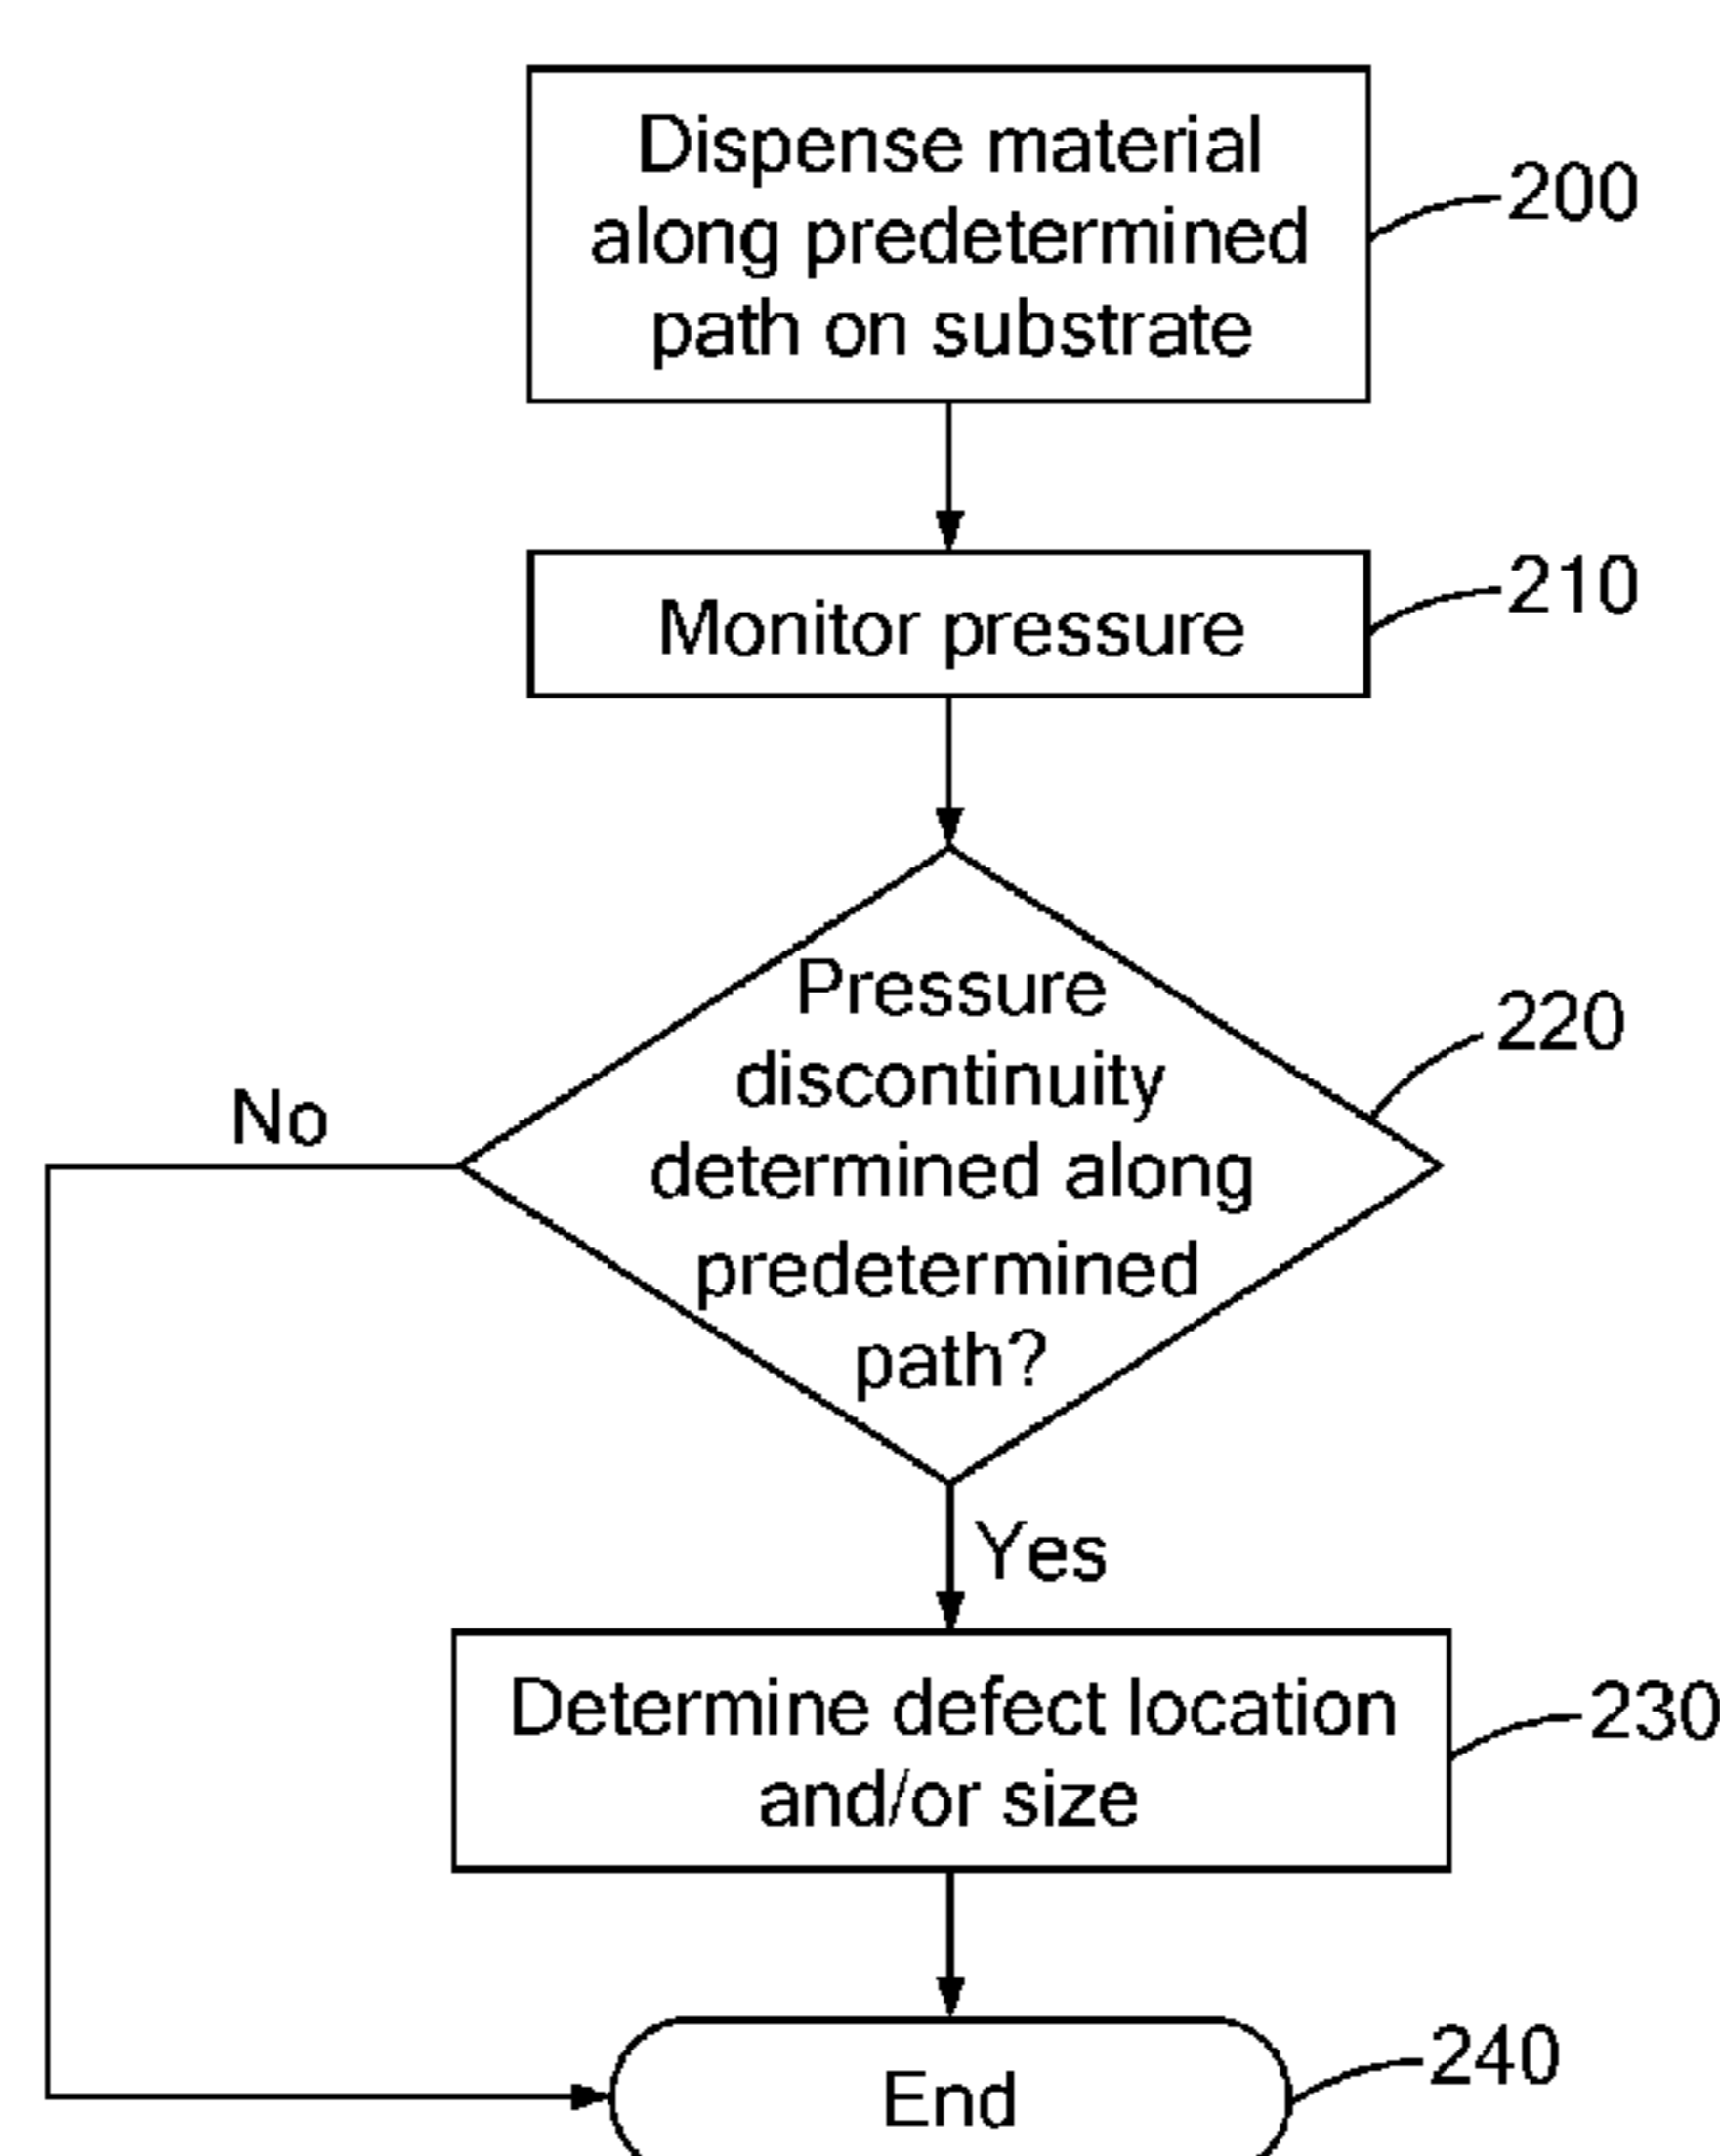 Dispense material
along predetermined
path on substrate
200
Monitor pressure
210
Pressure
discontinuity
determined along
predetermined
path?
220
No
Yes
Determine defect location
and/or size
230
End
240